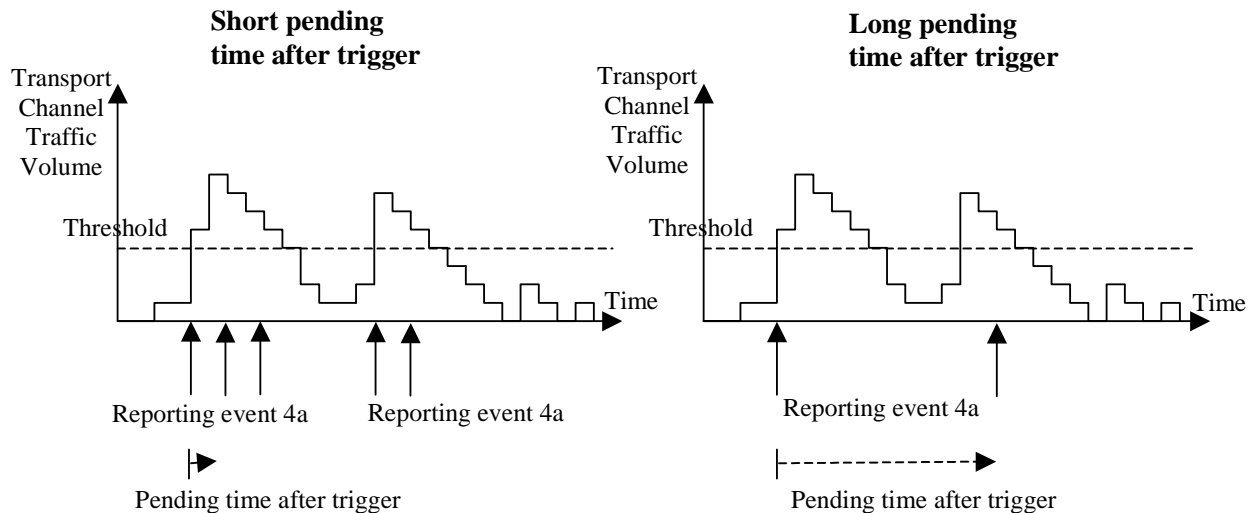 Short pending
time after trigger
Transport
Channel
Traffic
Volume
Threshold
Time
Reporting event 4a
Reporting event 4a
Pending time after trigger
Long pending
time after trigger
Transport
Channel
Traffic
Volume
Threshold
Time
Reporting event 4a
Pending time after trigger